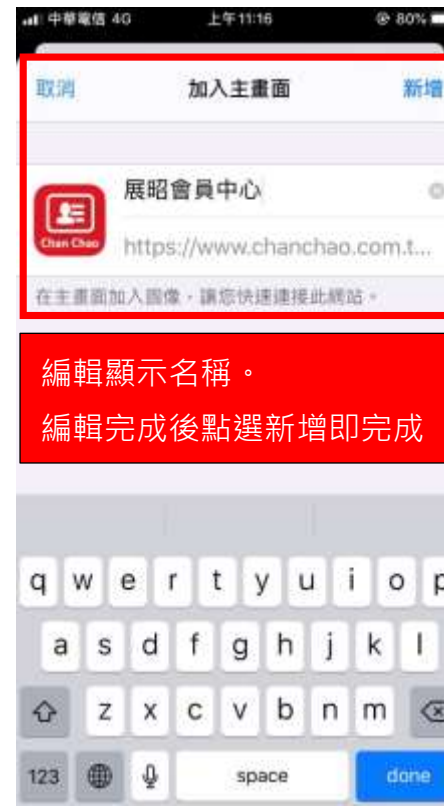 中華電信 4G 上午11:16 80%
取消 加入主畫面 新增
展昭會員中心
Chan Chao
https://www.chanchao.com.t...
在主畫面加入圖像，讓您快速連接此網站。
編輯顯示名稱。
編輯完成後點選新增即完成
q w e r t y u i o p
a s d f g h j k l
z x c v b n m
123 space done